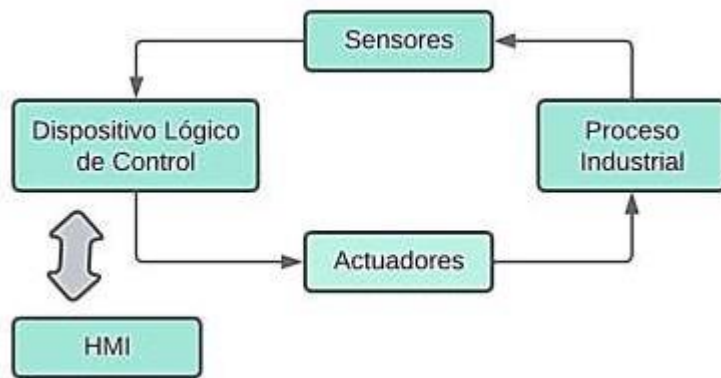 Sensores
Dispositivo Lógico
de Control
Proceso
Industrial
Actuadores
HMI